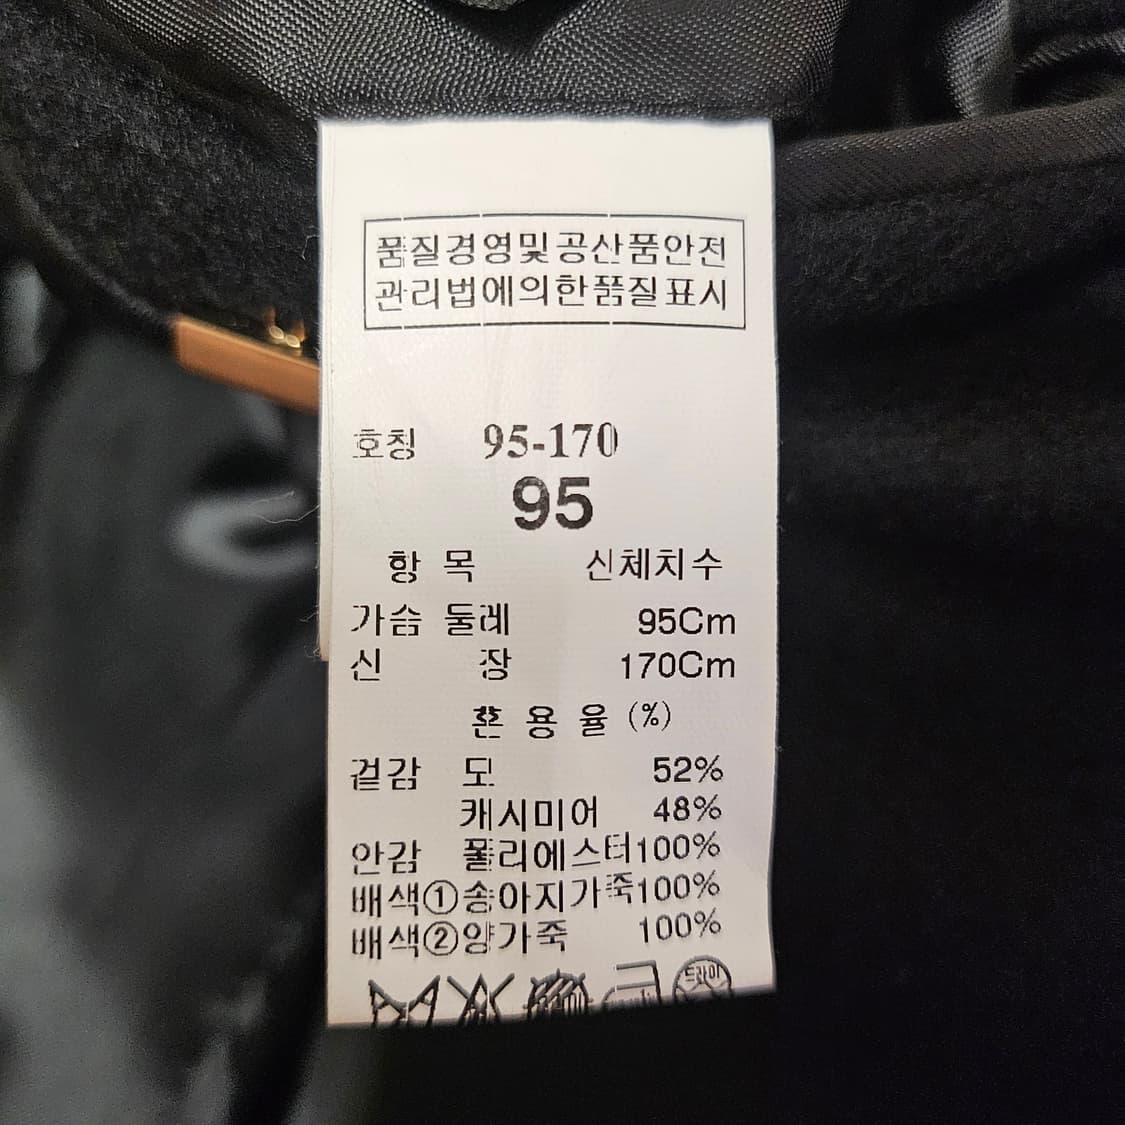 품질경영및공산품안전
관리법에의한품질표시
호칭 95-170
95
항 목 신체치수
가슴 둘레 95Cm
신 장 170Cm
혼 용 율 (%)
겉감 모 52%
캐시미어 48%
안감 폴리에스터100%
배색①송아지가죽100%
배색②양가죽 100%
드라이